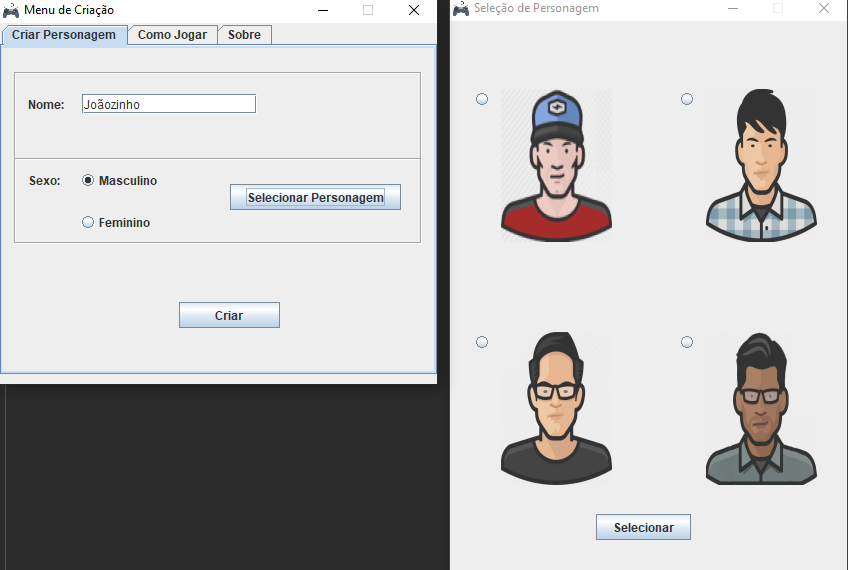 Menu de Criação
Criar Personagem Como Jogar Sobre
Nome: Joãozinho
Sexo: Masculino
Selecionar Personagem
Feminino
Criar
Seleção de Personagem
Selecionar